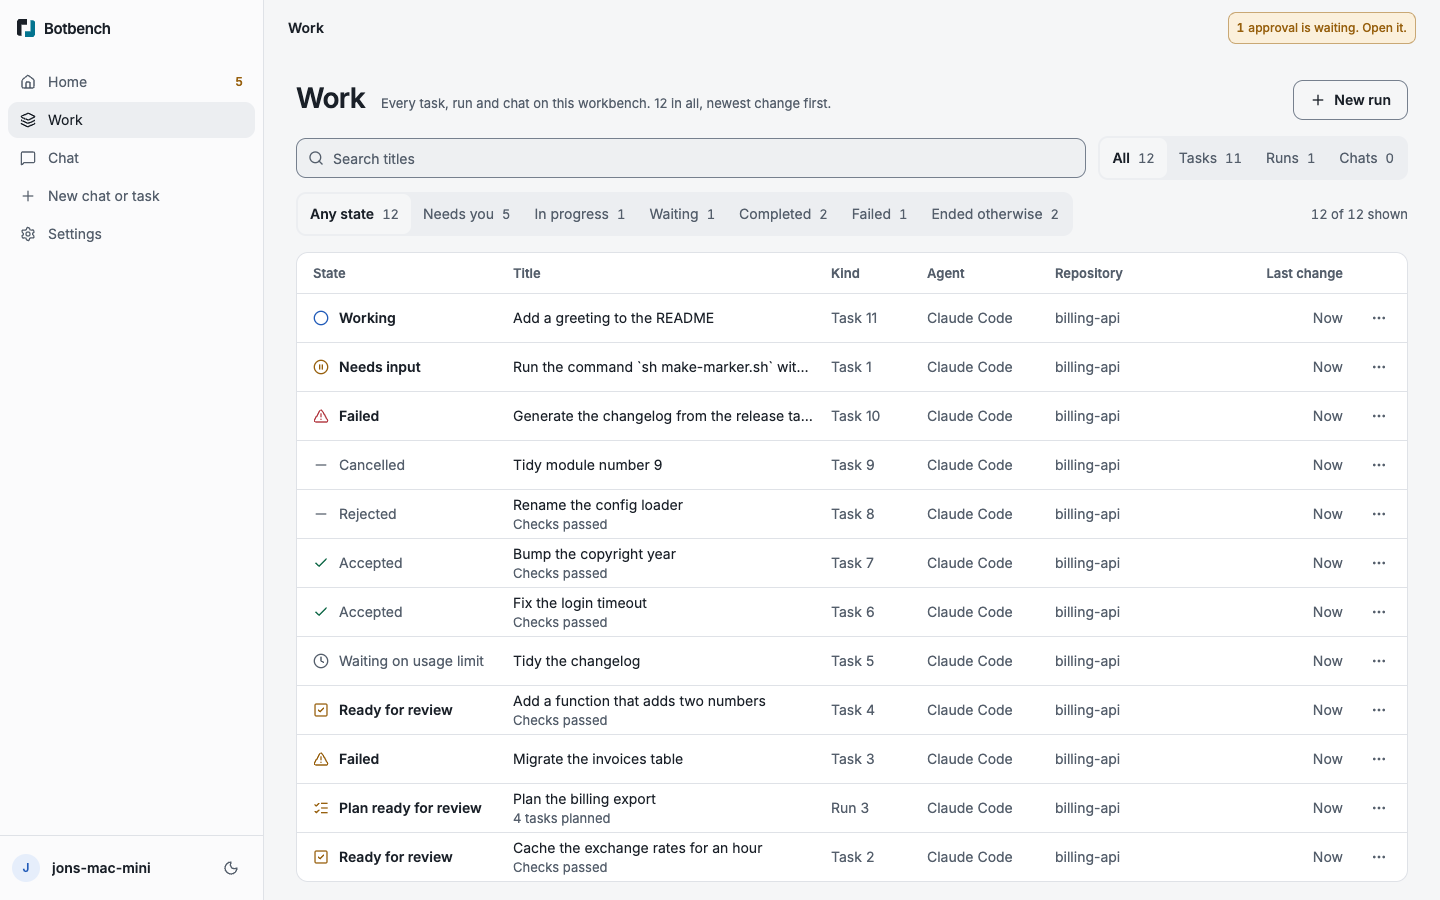 Botbench
Work
1 approval is waiting. Open it.
Home 5
Work
Chat
New chat or task
Settings
Work Every task, run and chat on this workbench. 12 in all, newest change first.
New run
Search titles
All 12 Tasks 11 Runs 1 Chats 0
Any state 12 Needs you 5 In progress 1 Waiting 1 Completed 2 Failed 1 Ended otherwise 2
12 of 12 shown
State Title Kind Agent Repository Last change
Working Add a greeting to the README Task 11 Claude Code billing-api Now
Needs input Run the command `sh make-marker.sh` wit... Task 1 Claude Code billing-api Now
Failed Generate the changelog from the release ta... Task 10 Claude Code billing-api Now
Cancelled Tidy module number 9 Task 9 Claude Code billing-api Now
Rejected Rename the config loader Task 8 Claude Code billing-api Now
Checks passed
Accepted Bump the copyright year Task 7 Claude Code billing-api Now
Checks passed
Accepted Fix the login timeout Task 6 Claude Code billing-api Now
Checks passed
Waiting on usage limit Tidy the changelog Task 5 Claude Code billing-api Now
Ready for review Add a function that adds two numbers Task 4 Claude Code billing-api Now
Checks passed
Failed Migrate the invoices table Task 3 Claude Code billing-api Now
Plan ready for review Plan the billing export Run 3 Claude Code billing-api Now
4 tasks planned
Ready for review Cache the exchange rates for an hour Task 2 Claude Code billing-api Now
Checks passed
J jons-mac-mini